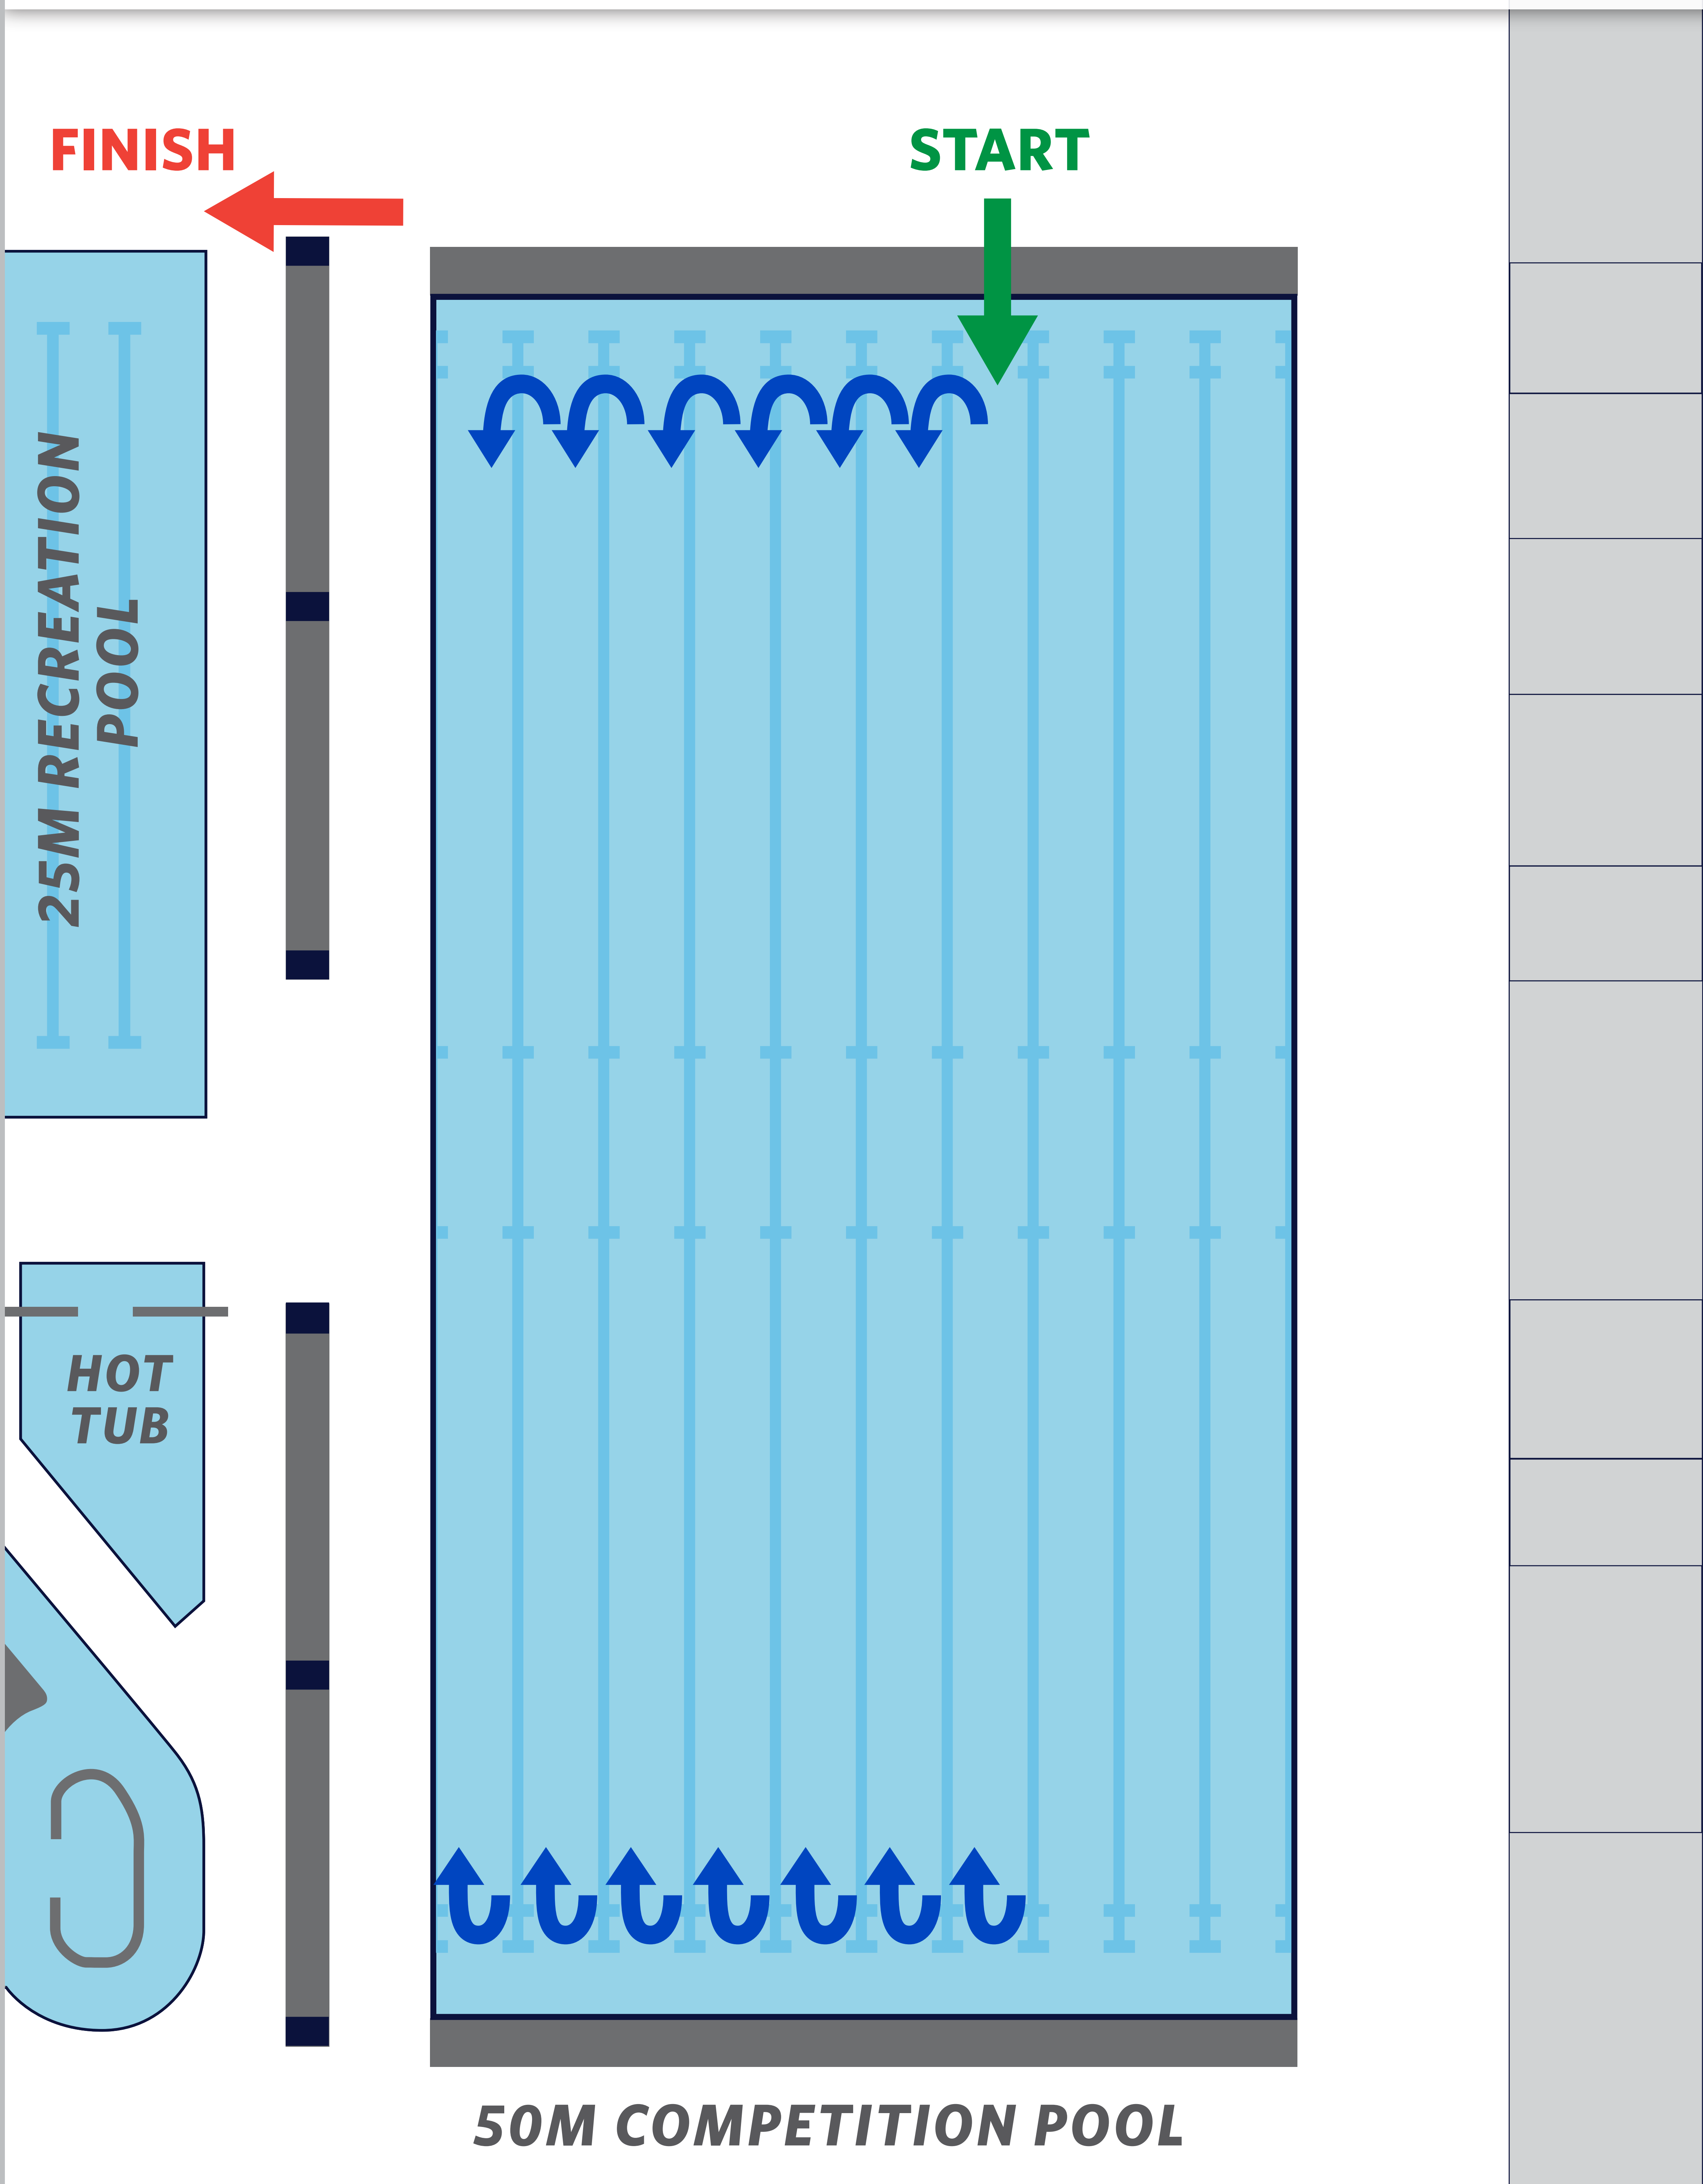 FINISH
START
25M RECREATION
POOL
HOT
TUB
50M COMPETITION POOL